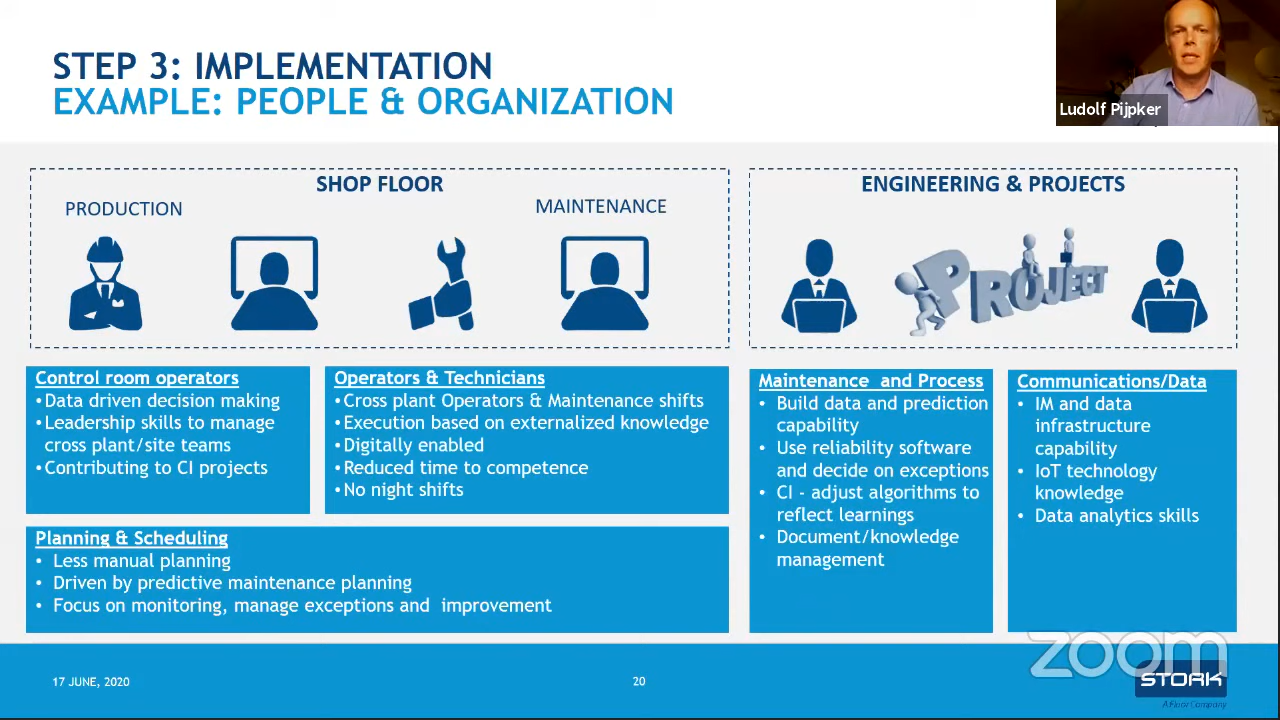 STEP 3: IMPLEMENTATION
EXAMPLE: PEOPLE & ORGANIZATION
Ludolf Pijpker
SHOP FLOOR
PRODUCTION
MAINTENANCE
ENGINEERING & PROJECTS
PROJECT
Control room operators
•Data driven decision making
•Leadership skills to manage
cross plant/site teams
•Contributing to CI projects
Operators & Technicians
•Cross plant Operators & Maintenance shifts
•Execution based on externalized knowledge
•Digitally enabled
•Reduced time to competence
•No night shifts
Planning & Scheduling
• Less manual planning
• Driven by predictive maintenance planning
• Focus on monitoring, manage exceptions and improvement
Maintenance and Process
• Build data and prediction
capability
• Use reliability software
and decide on exceptions
• CI - adjust algorithms to
reflect learnings
• Document/knowledge
management
Communications/Data
• IM and data
infrastructure
capability
• IoT technology
knowledge
• Data analytics skills
zoom
17 JUNE, 2020
20
STORK
A Fluor Company